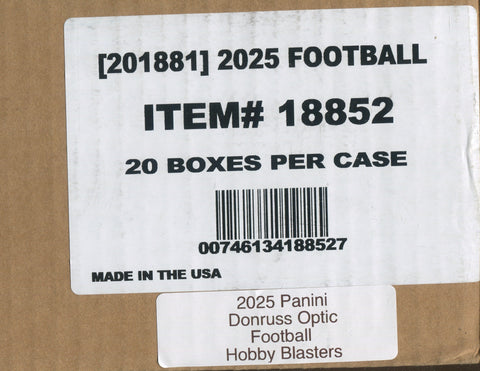 [201881] 2025 FOOTBALL
ITEM# 18852
20 BOXES PER CASE
00746134188527
MADE IN THE USA
2025 Panini
Donruss Optic
Football
Hobby Blasters